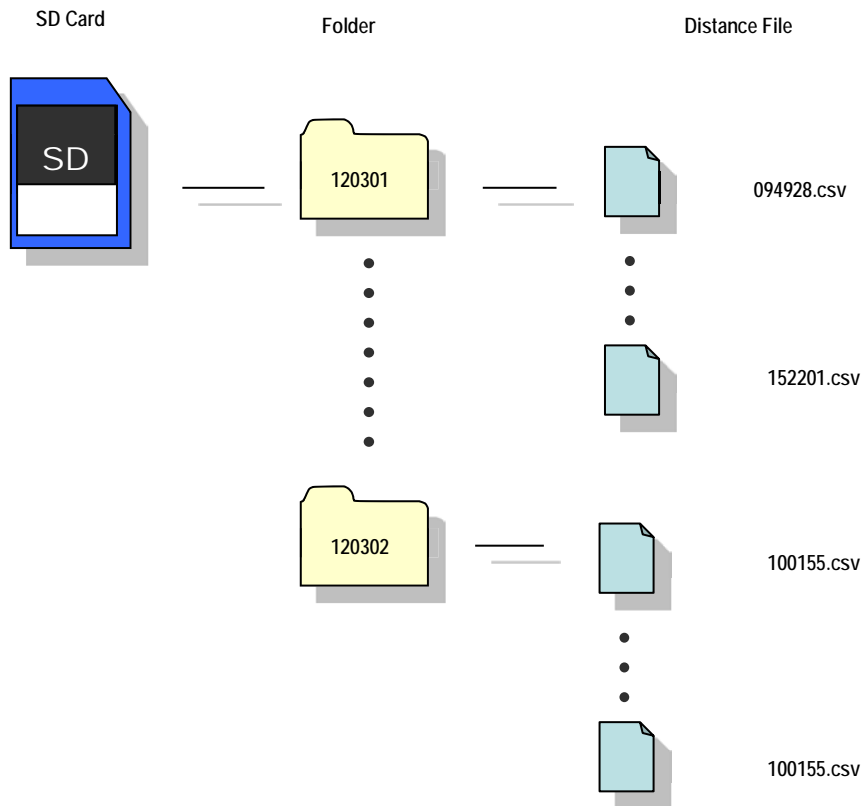 SD Card
Folder
Distance File
SD
120301
094928.csv
152201.csv
120302
100155.csv
100155.csv